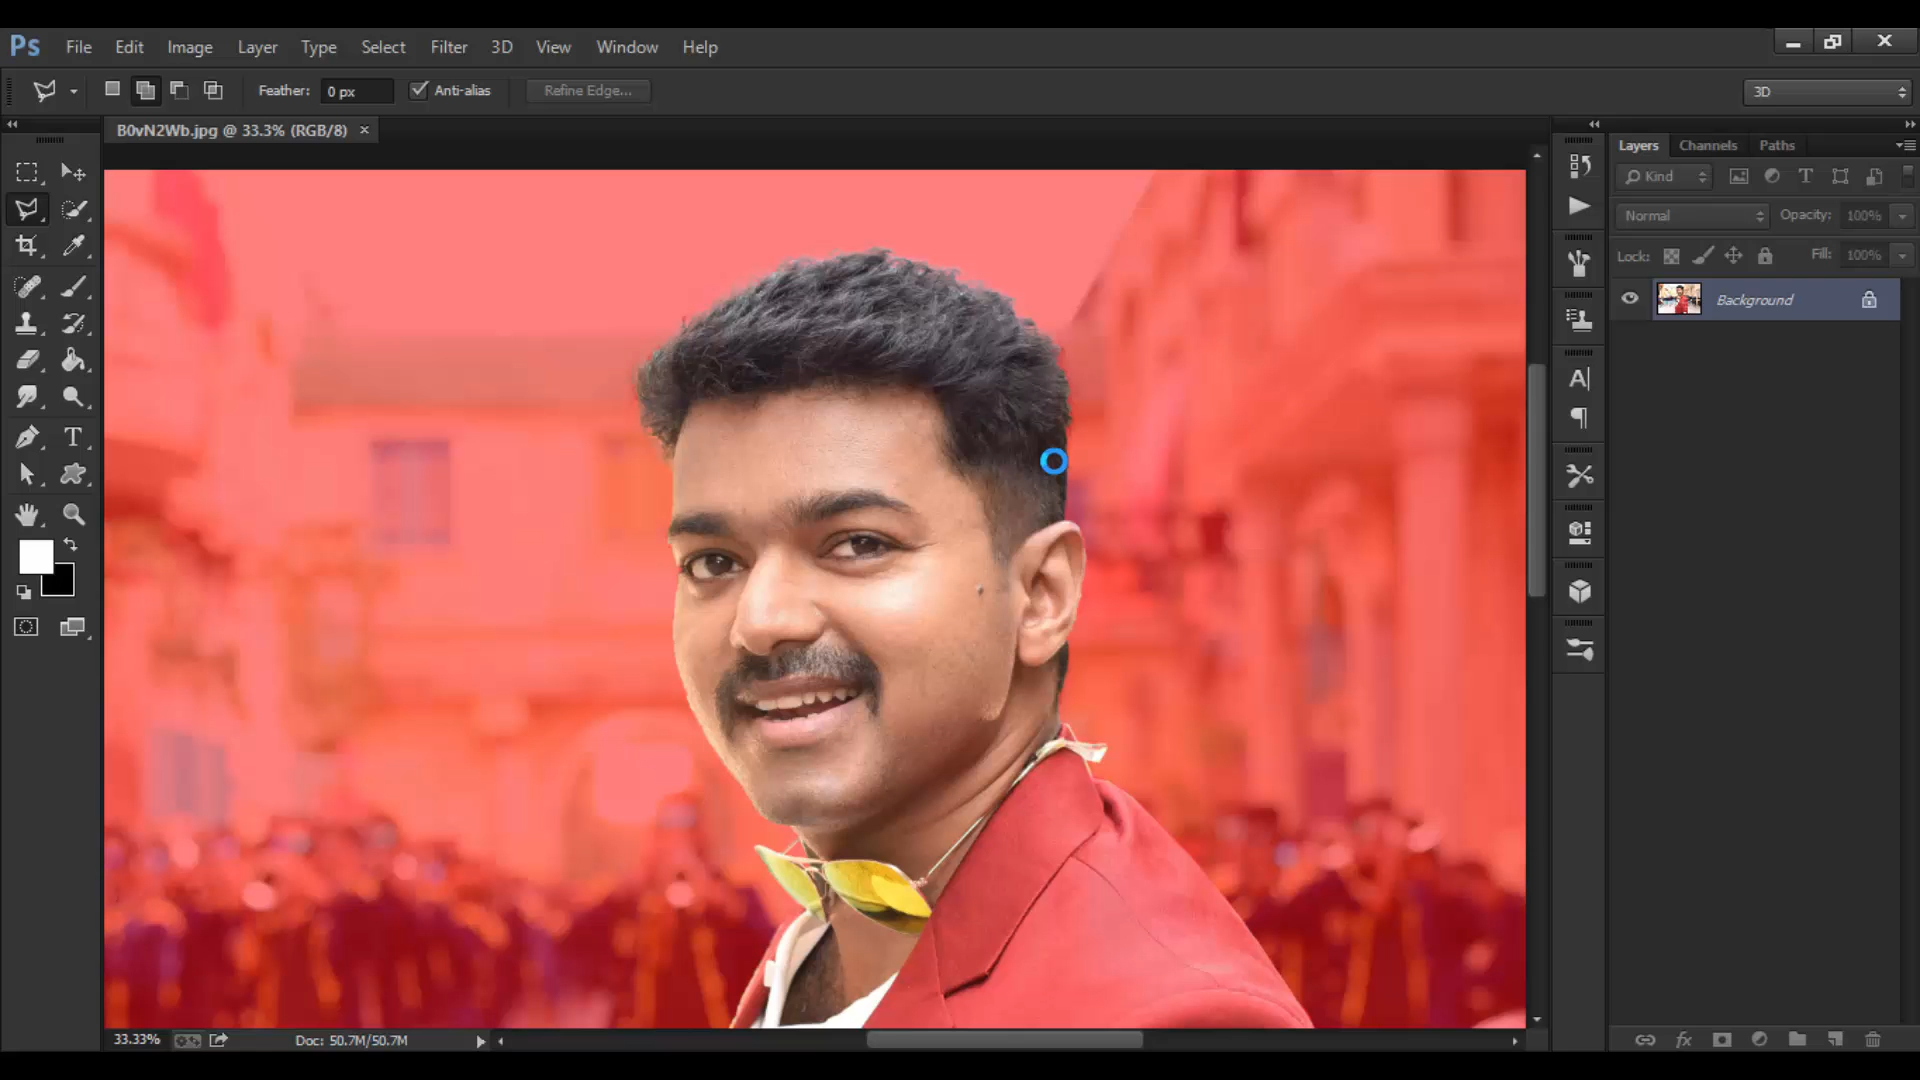 Ps File Edit Image Layer Type Select Filter 3D View Window Help
Feather: 0 px Anti-alias Refine Edge... 3D
B0vN2Wb.jpg @ 33.3% (RGB/8) ×
Layers Channels Paths
Kind
Normal Opacity: 100%
Lock: Fill: 100%
Background
33.33% Doc: 50.7M/50.7M